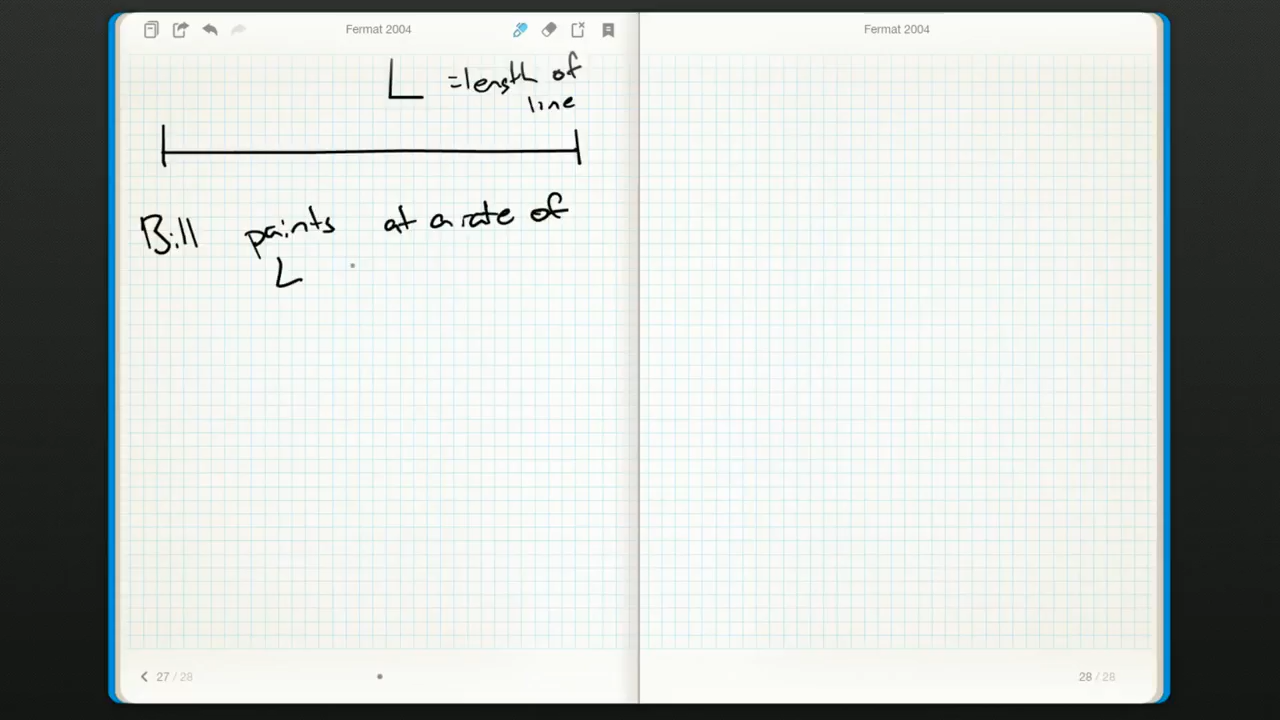 Fermat 2004
Fermat 2004
L =length of
line
Bill paints at a rate of
L
27 / 28
28 / 28